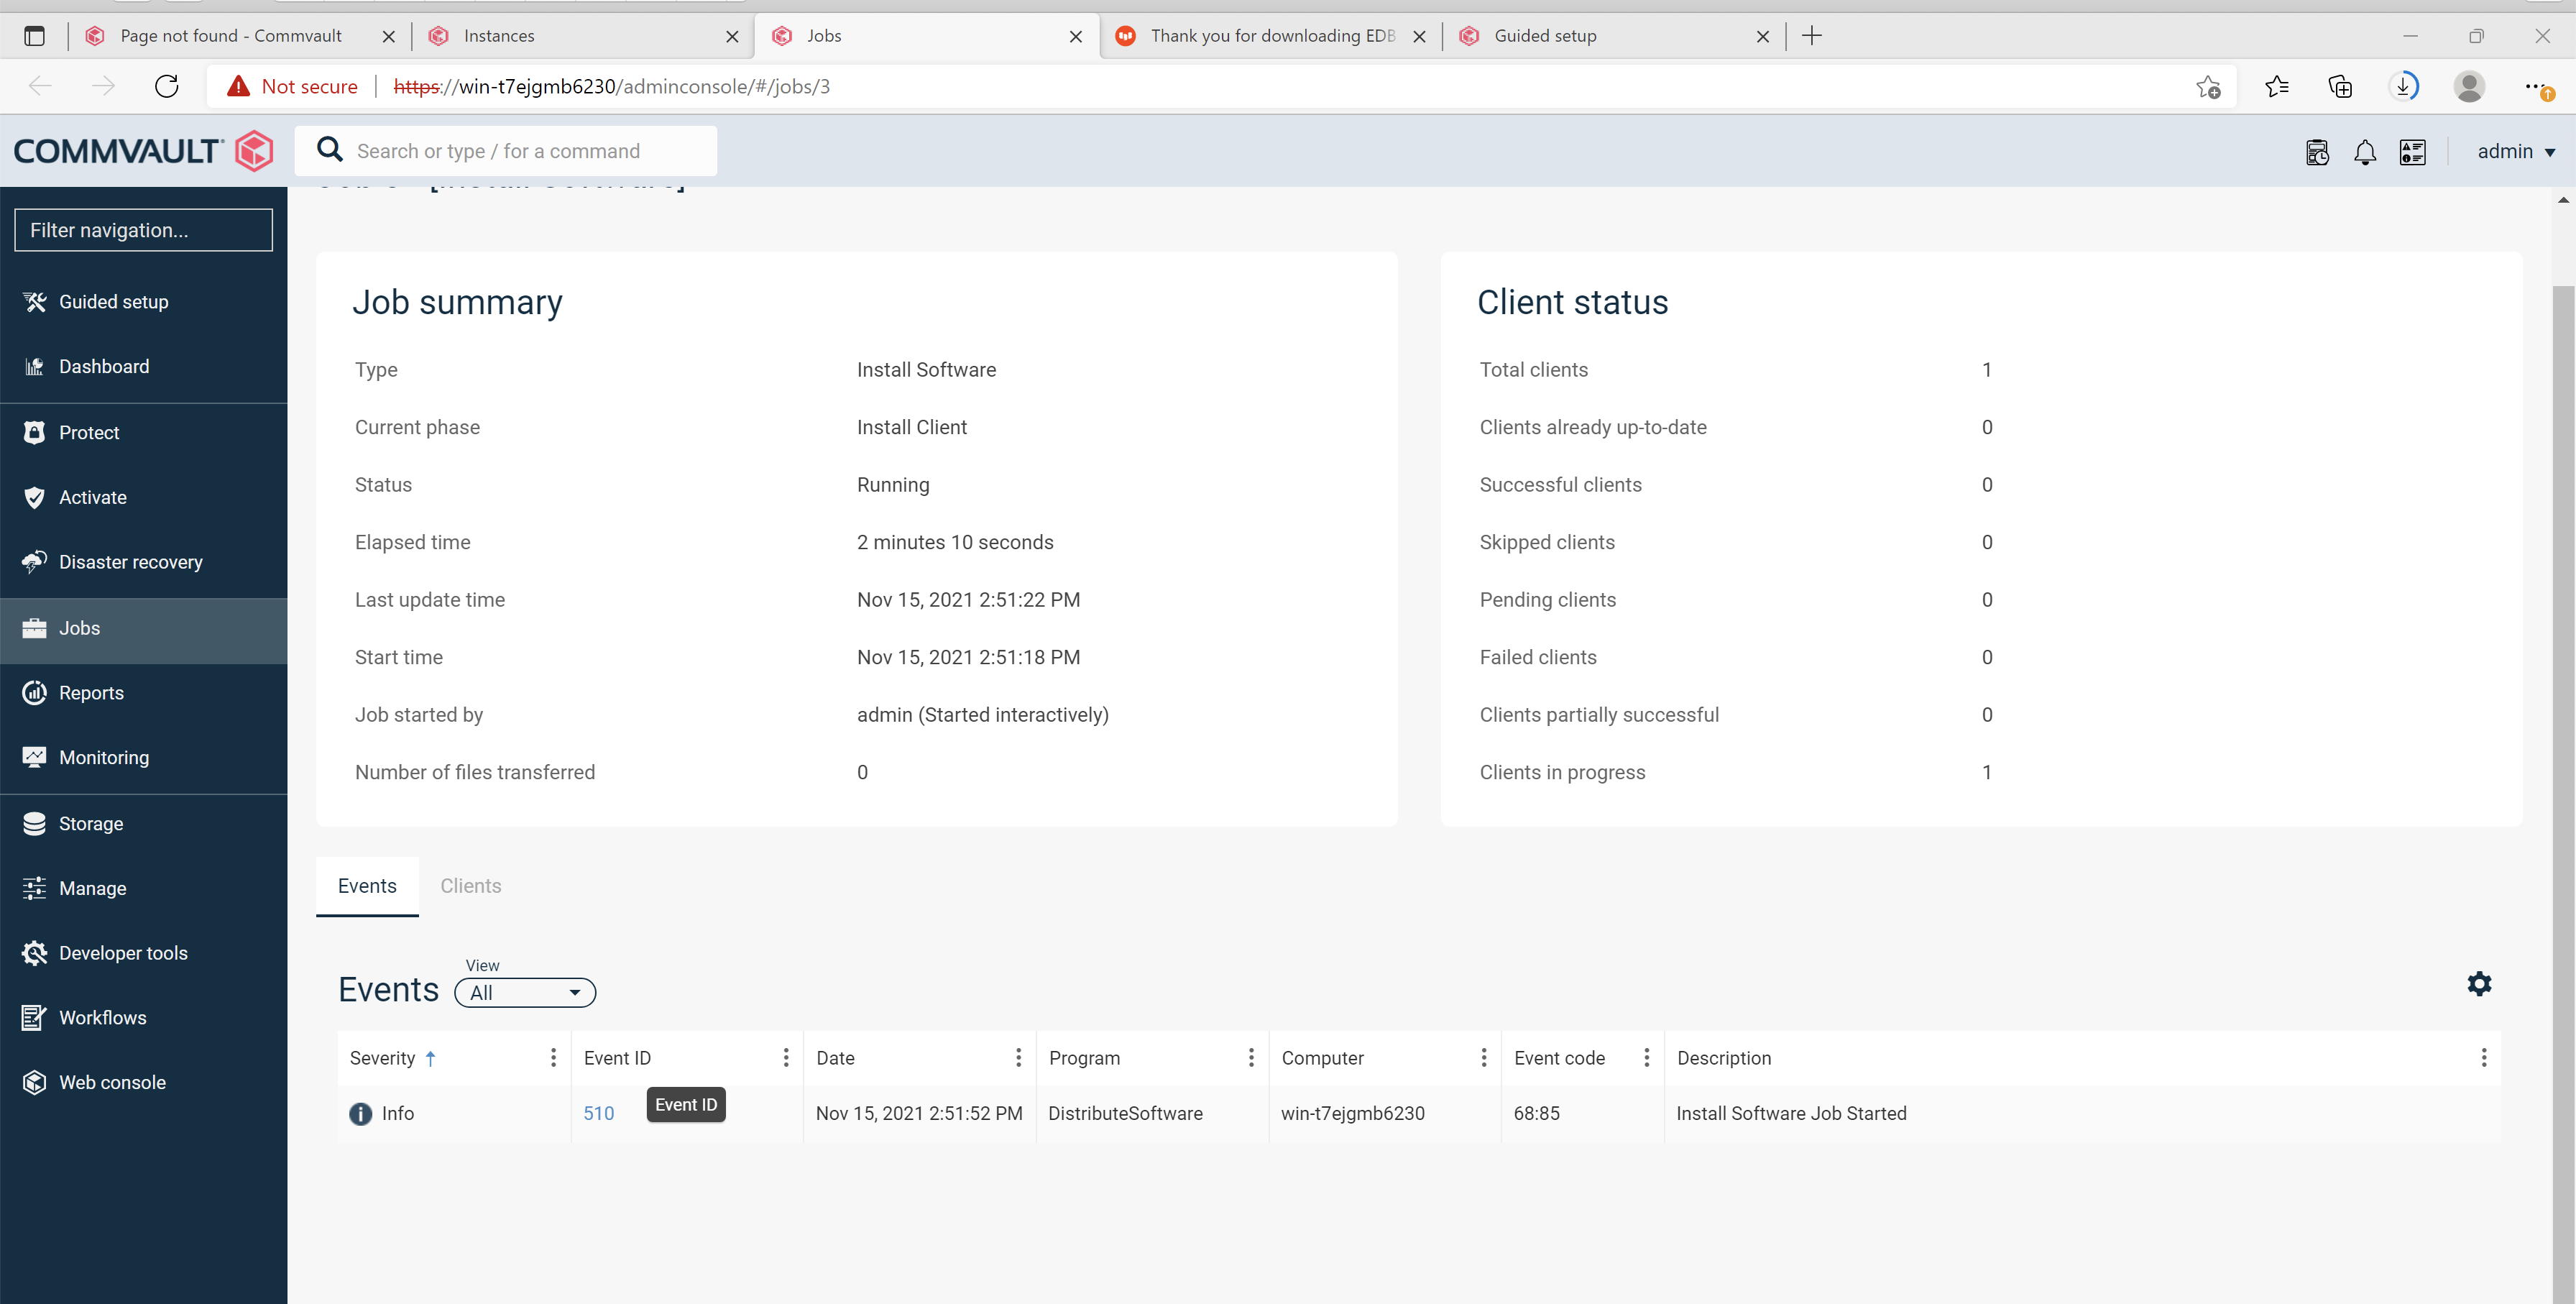 Page not found - Commvault
Instances
Jobs
Thank you for downloading EDB
Guided setup
Not secure
https://win-t7ejgmb6230/adminconsole/#/jobs/3
COMMVAULT
Search or type / for a command
admin
Filter navigation...
Guided setup
Dashboard
Protect
Activate
Disaster recovery
Jobs
Reports
Monitoring
Storage
Manage
Developer tools
Workflows
Web console
Job summary
Type Install Software
Current phase Install Client
Status Running
Elapsed time 2 minutes 10 seconds
Last update time Nov 15, 2021 2:51:22 PM
Start time Nov 15, 2021 2:51:18 PM
Job started by admin (Started interactively)
Number of files transferred 0
Client status
Total clients 1
Clients already up-to-date 0
Successful clients 0
Skipped clients 0
Pending clients 0
Failed clients 0
Clients partially successful 0
Clients in progress 1
Events Clients
View
Events All
Severity Event ID Date Program Computer Event code Description
Info 510 Nov 15, 2021 2:51:52 PM DistributeSoftware win-t7ejgmb6230 68:85 Install Software Job Started
Event ID